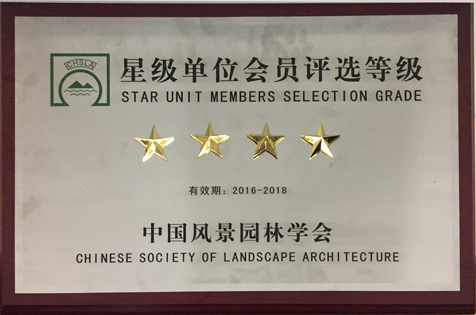 CHSLA
星级单位会员评选等级
STAR UNIT MEMBERS SELECTION GRADE
有效期：2016-2018
中国风景园林学会
CHINESE SOCIETY OF LANDSCAPE ARCHITECTURE